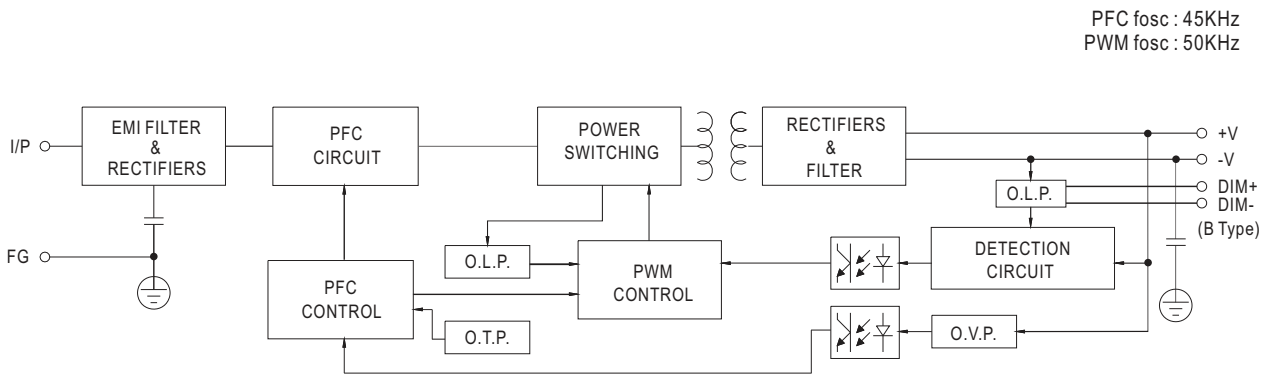 PFC fosc : 45KHz
PWM fosc : 50KHz
I/P
EMI FILTER
&
RECTIFIERS
PFC
CIRCUIT
POWER
SWITCHING
RECTIFIERS
&
FILTER
+V
-V
O.L.P.
DIM+
DIM-
(B Type)
FG
PFC
CONTROL
O.L.P.
O.T.P.
PWM
CONTROL
DETECTION
CIRCUIT
O.V.P.